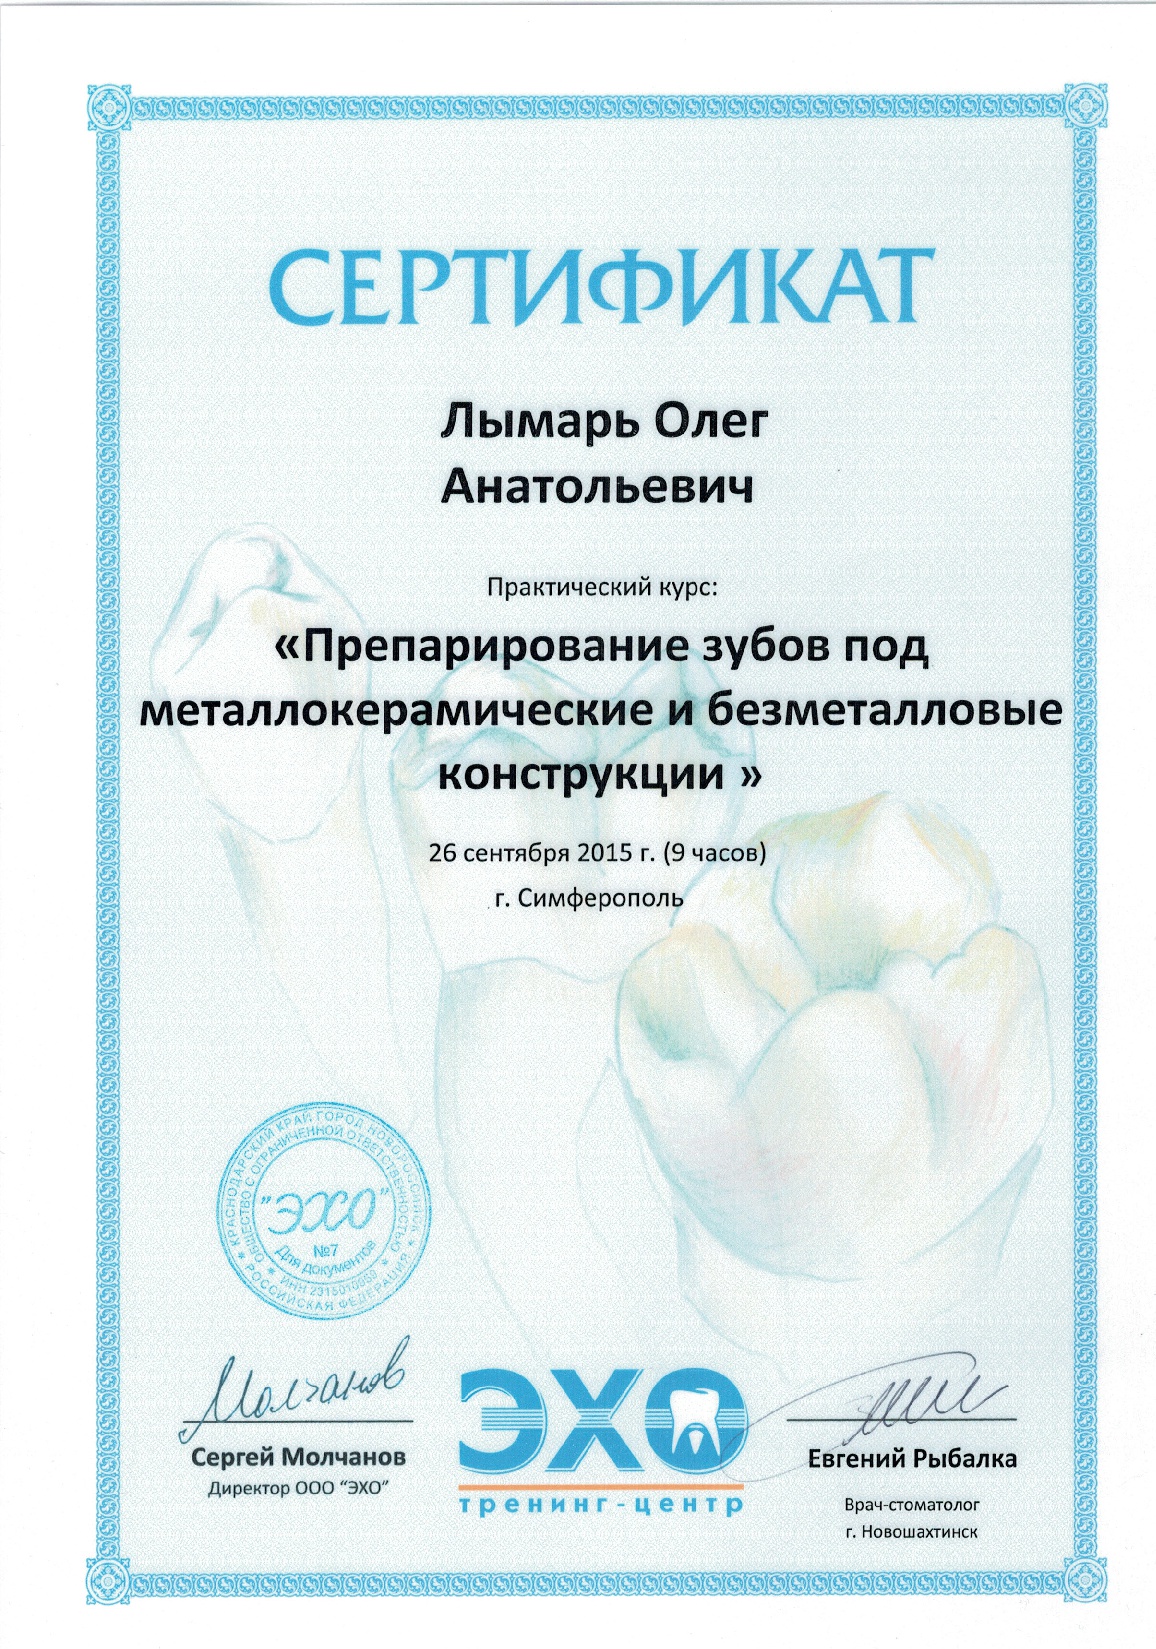 СЕРТИФИКАТ
Лымарь Олег
Анатольевич
Практический курс:
«Препарирование зубов под
металлокерамические и безметалловые
конструкции »
26 сентября 2015 г. (9 часов)
г. Симферополь
КРАСНОДАРСКИЙ КРАЙ ГОРОД НОВОРОССИЙСК
* РОССИЙСКАЯ ФЕДЕРАЦИЯ *
ОБЩЕСТВО С ОГРАНИЧЕННОЙ ОТВЕТСТВЕННОСТЬЮ
* ИНН *
"ЭХО"
№7
Для документов
Молчанов
Сергей Молчанов
Директор ООО “ЭХО”
ЭХО
тренинг-центр
Евгений Рыбалка
Врач-стоматолог
г. Новошахтинск